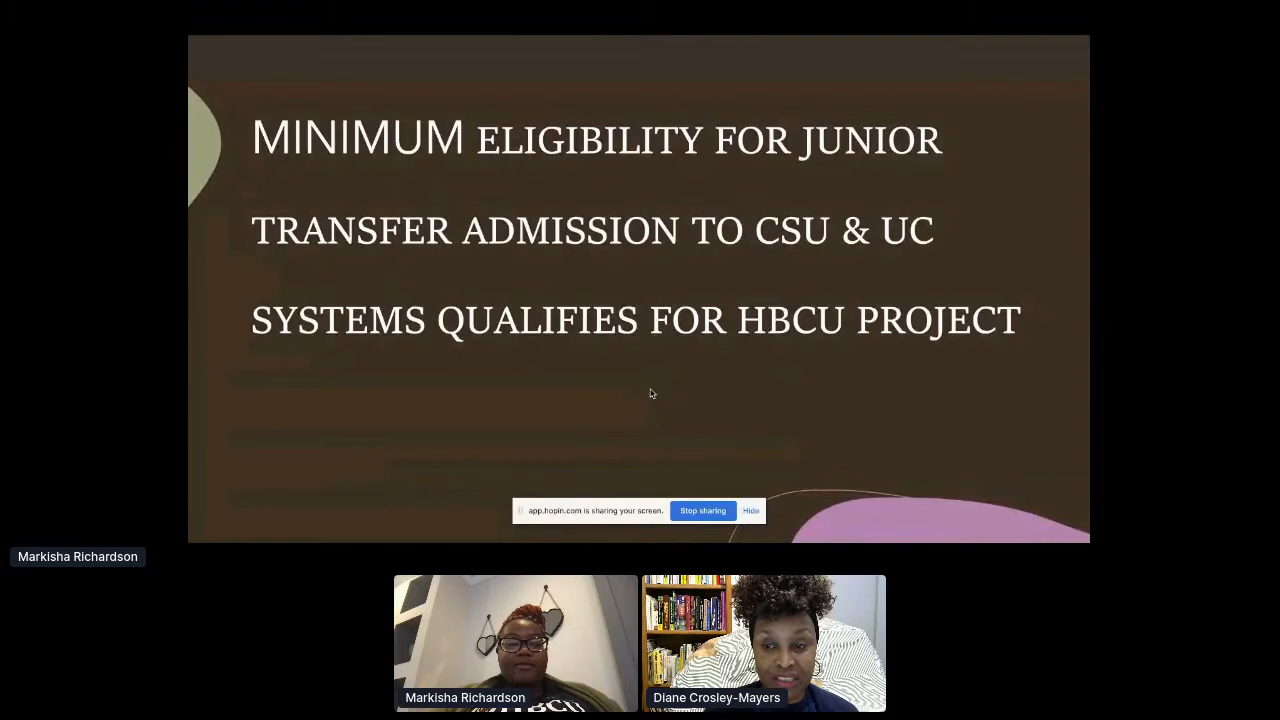 MINIMUM ELIGIBILITY FOR JUNIOR
TRANSFER ADMISSION TO CSU & UC
SYSTEMS QUALIFIES FOR HBCU PROJECT
app.hopin.com is sharing your screen. Stop sharing Hide
Markisha Richardson
Markisha Richardson
Diane Crosley-Mayers